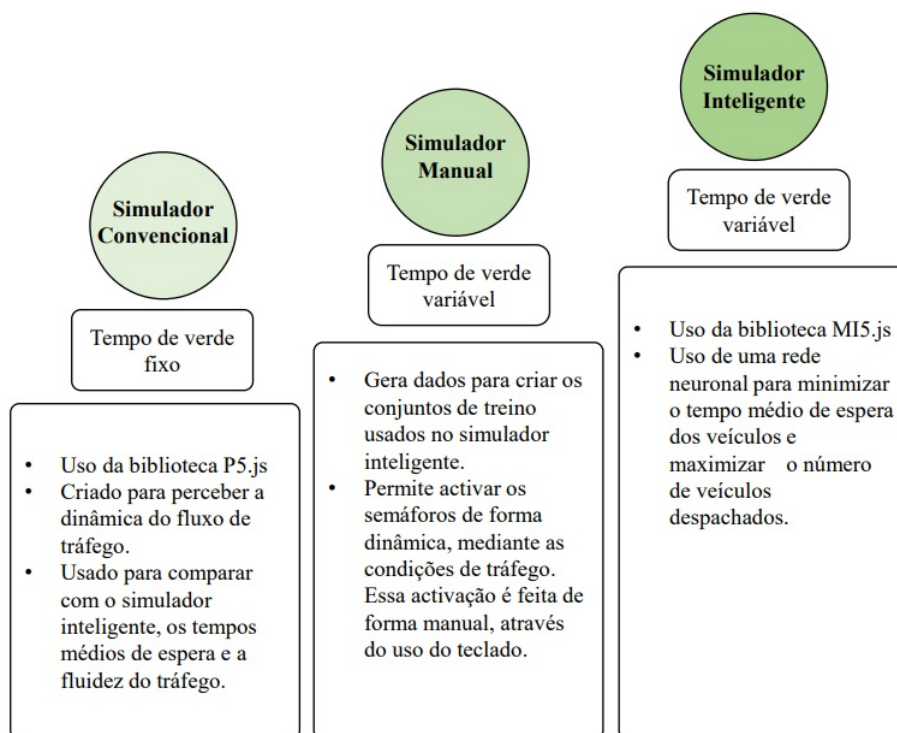 Simulador
Convencional
Tempo de verde
fixo
• Uso da biblioteca P5.js
• Criado para perceber a
dinâmica do fluxo de
tráfego.
• Usado para comparar
com o simulador
inteligente, os tempos
médios de espera e a
fluidez do tráfego.
Simulador
Manual
Tempo de verde
variável
• Gera dados para criar os
conjuntos de treino
usados no simulador
inteligente.
• Permite activar os
semáforos de forma
dinâmica, mediante as
condições de tráfego.
Essa activação é feita de
forma manual, através
do uso do teclado.
Simulador
Inteligente
Tempo de verde
variável
• Uso da biblioteca MI5.js
• Uso de uma rede
neuronal para minimizar
o tempo médio de espera
dos veículos e
maximizar o número
de veículos
despachados.